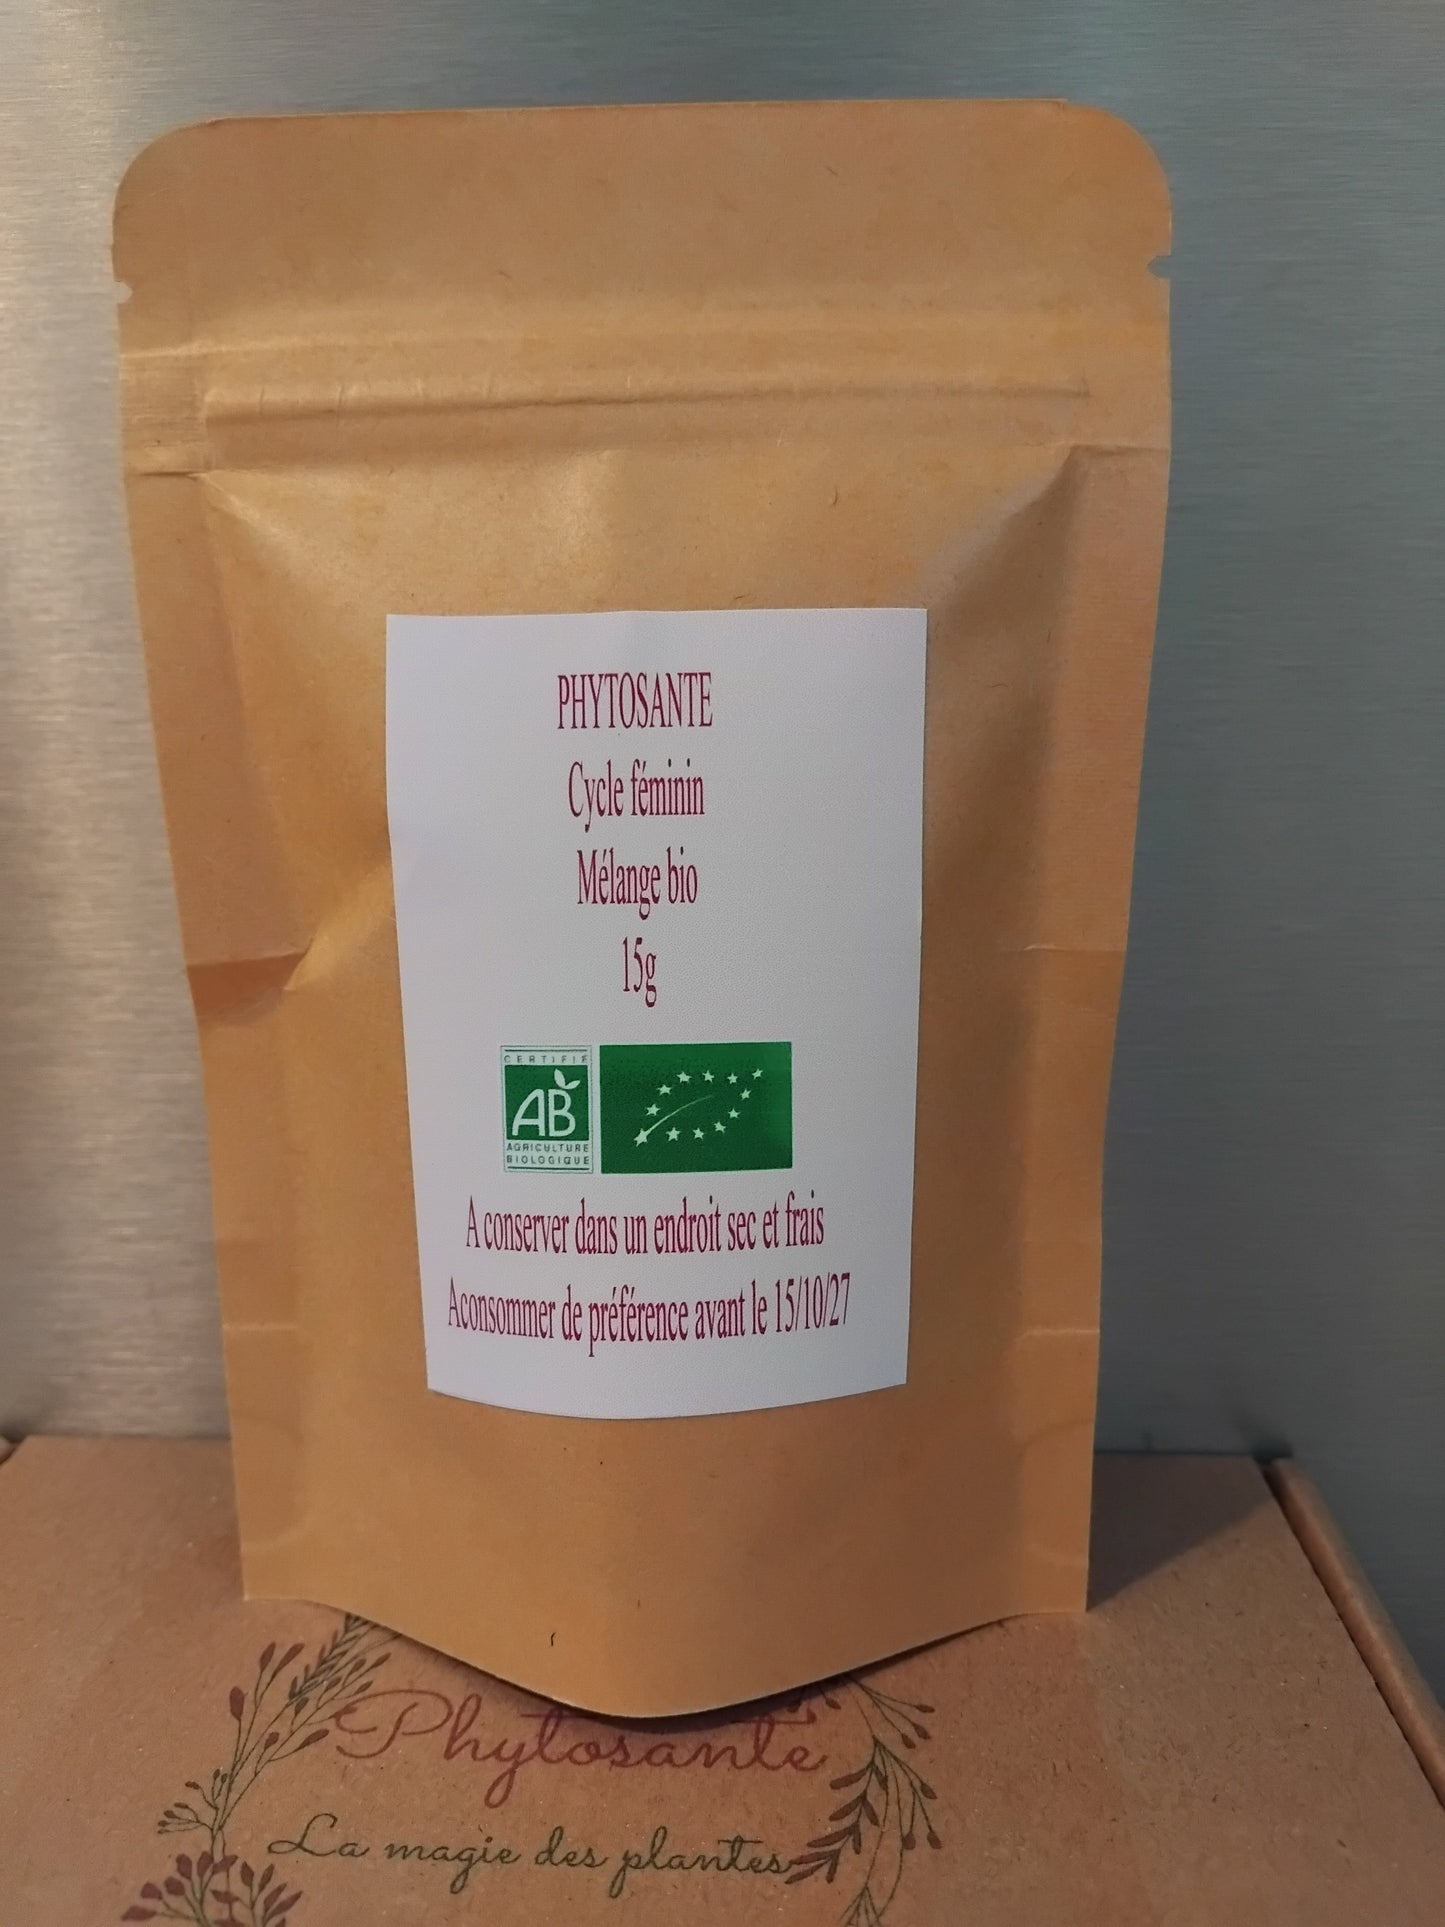 PHYTOSANTE
Cycle féminin
Mélange bio
15g
CERTIFIÉ
AB
AGRICULTURE
BIOLOGIQUE
A conserver dans un endroit sec et frais
Aconsommer de préférence avant le 15/10/27
Phytosanté
La magie des plantes